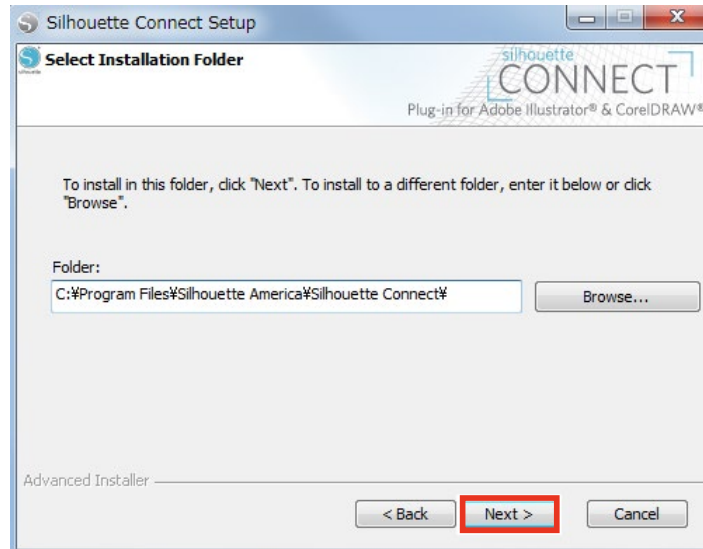 Silhouette Connect Setup
Select Installation Folder
silhouette
CONNECT
Plug-in for Adobe Illustrator® & CorelDRAW®
To install in this folder, click "Next". To install to a different folder, enter it below or click
"Browse".
Folder:
C:¥Program Files¥Silhouette America¥Silhouette Connect¥
Browse...
Advanced Installer
< Back
Next >
Cancel